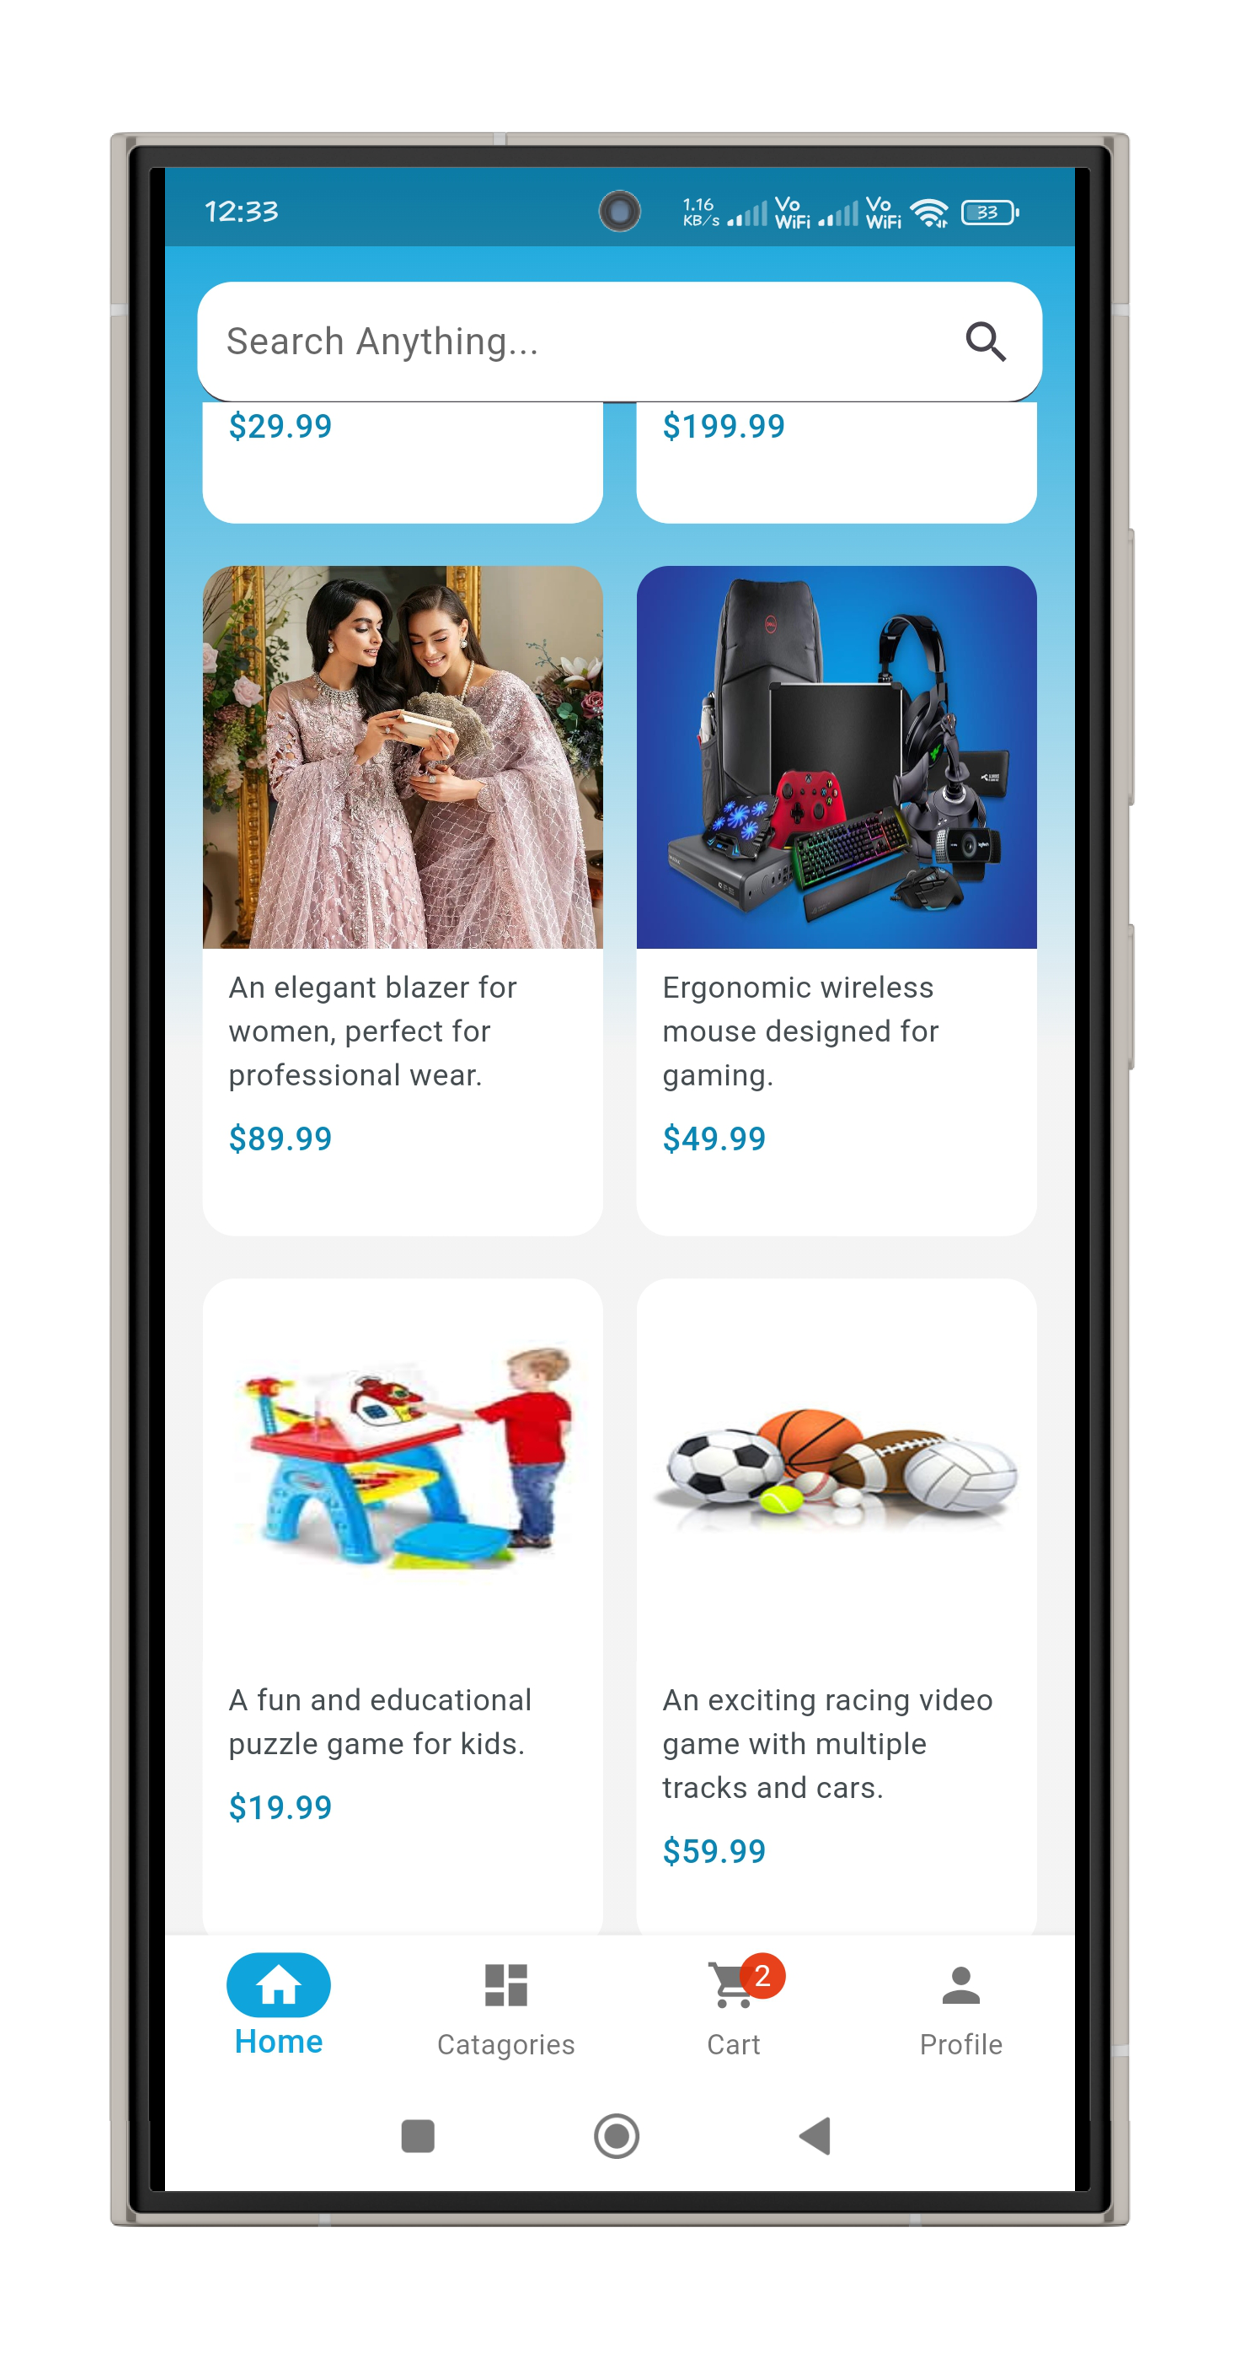 12:33
1.16
KB/s
Vo
WiFi
Vo
WiFi
33
Search Anything...
$29.99
$199.99
An elegant blazer for
women, perfect for
professional wear.
$89.99
Ergonomic wireless
mouse designed for
gaming.
$49.99
A fun and educational
puzzle game for kids.
$19.99
An exciting racing video
game with multiple
tracks and cars.
$59.99
Home
Catagories
2
Cart
Profile